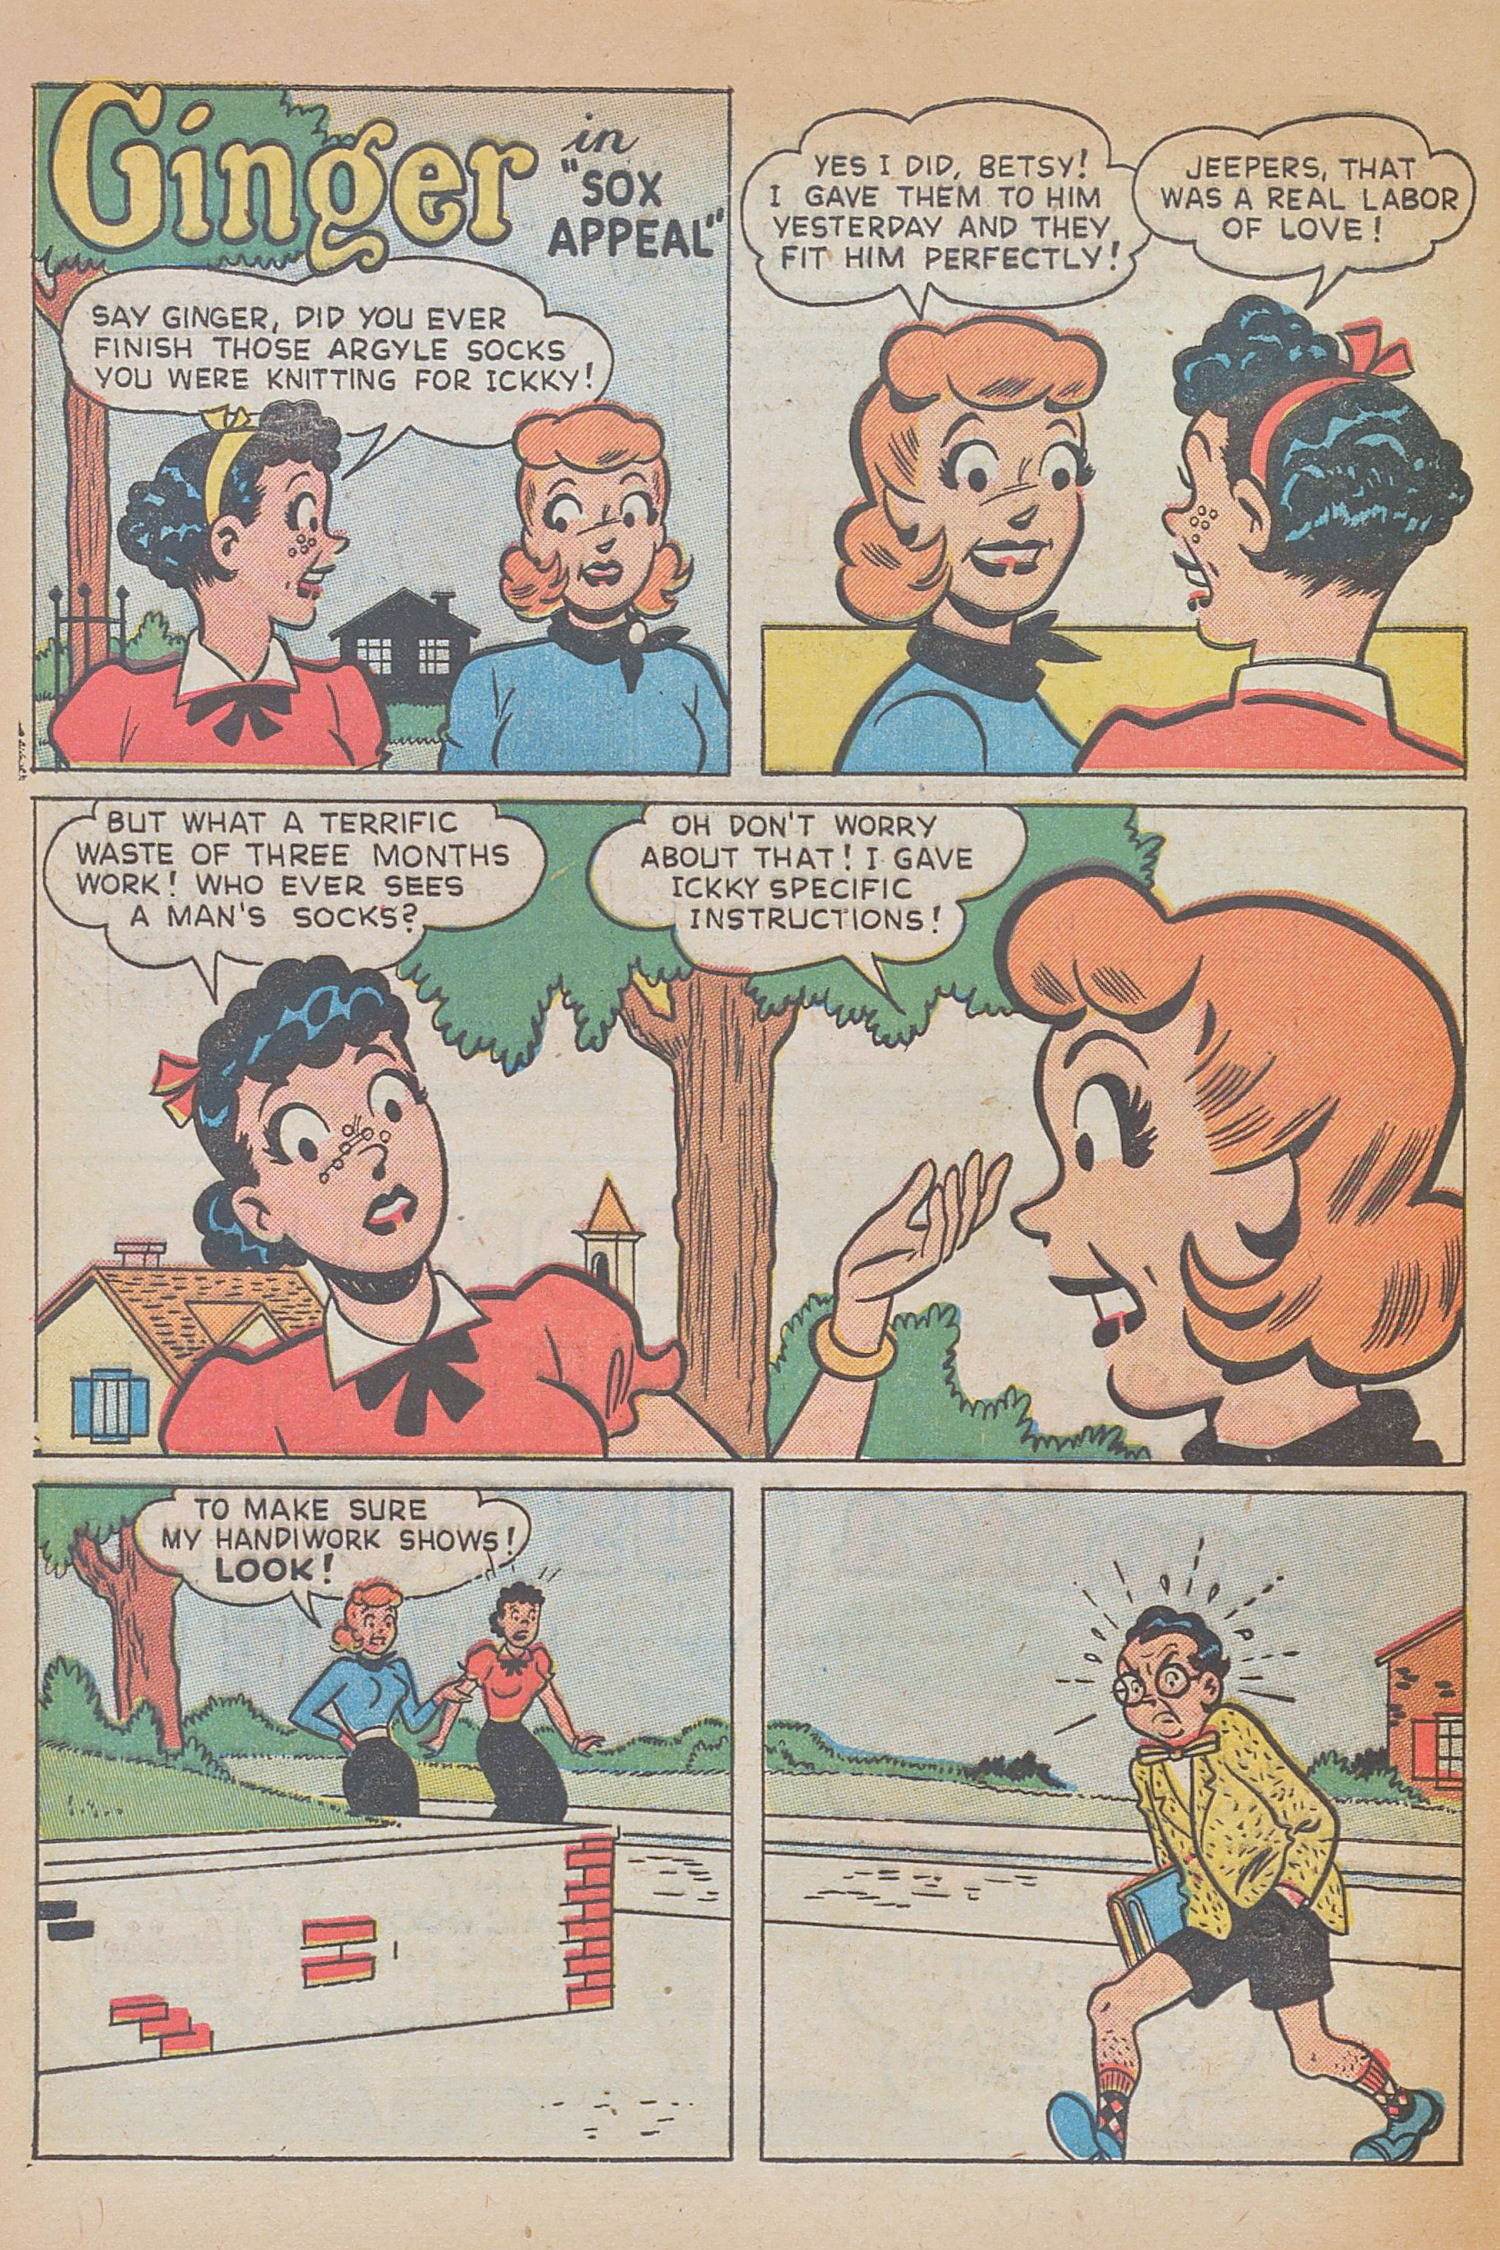 Ginger
in
"SOX
APPEAL"
SAY GINGER, DID YOU EVER
FINISH THOSE ARGYLE SOCKS
YOU WERE KNITTING FOR ICKKY!
YES I DID, BETSY!
I GAVE THEM TO HIM
YESTERDAY AND THEY
FIT HIM PERFECTLY!
JEEPERS, THAT
WAS A REAL LABOR
OF LOVE!
BUT WHAT A TERRIFIC
WASTE OF THREE MONTHS
WORK! WHO EVER SEES
A MAN'S SOCKS?
OH DON'T WORRY
ABOUT THAT! I GAVE
ICKKY SPECIFIC
INSTRUCTIONS!
TO MAKE SURE
MY HANDIWORK SHOWS!
LOOK!